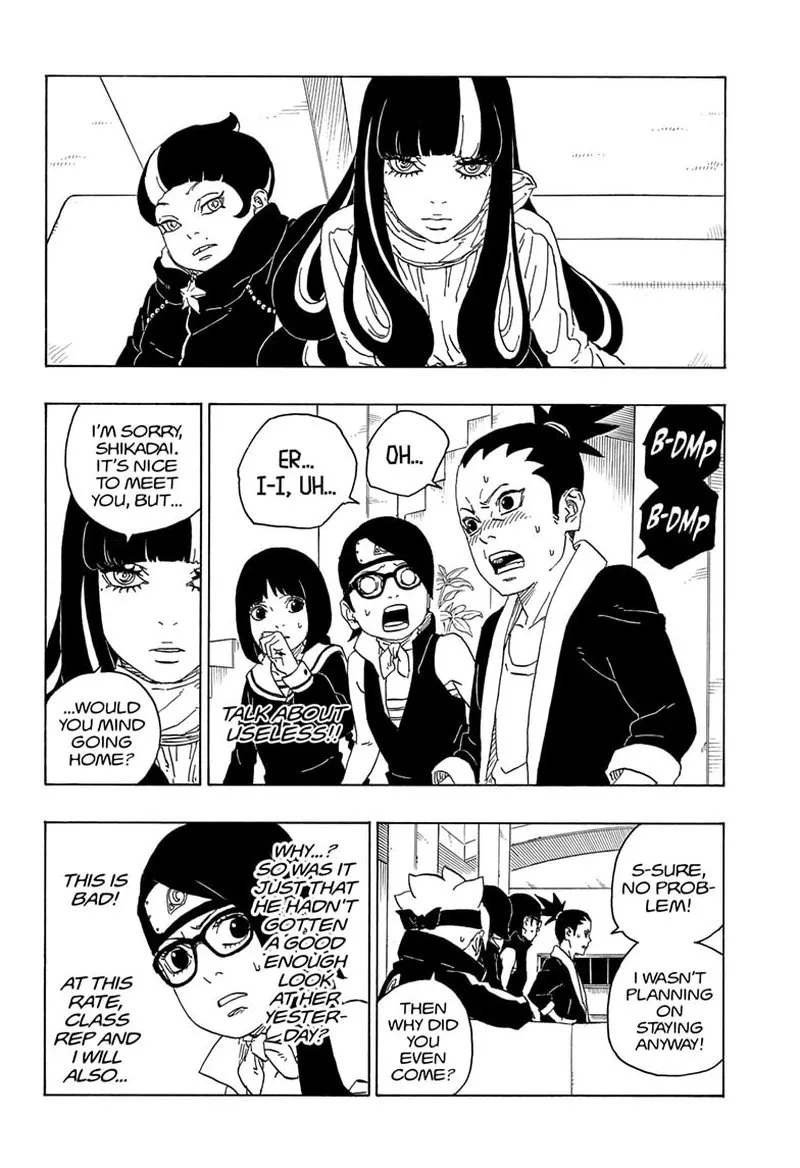 B-DMP
B-DMP
OH...
ER...
I-I, UH...
TALK ABOUT
USELESS!!
I'M SORRY,
SHIKADAI.
IT'S NICE
TO MEET
YOU, BUT...
...WOULD
YOU MIND
GOING
HOME?
S-SURE,
NO PROB-
LEM!
I WASN'T
PLANNING
ON
STAYING
ANYWAY!
THEN
WHY DID
YOU
EVEN
COME?
WHY...?
SO WAS IT
JUST THAT
HE HADN'T
GOTTEN
A GOOD
ENOUGH
LOOK
AT HER
YESTER-
DAY?
THIS IS
BAD!
AT THIS
RATE,
CLASS
REP AND
I WILL
ALSO...